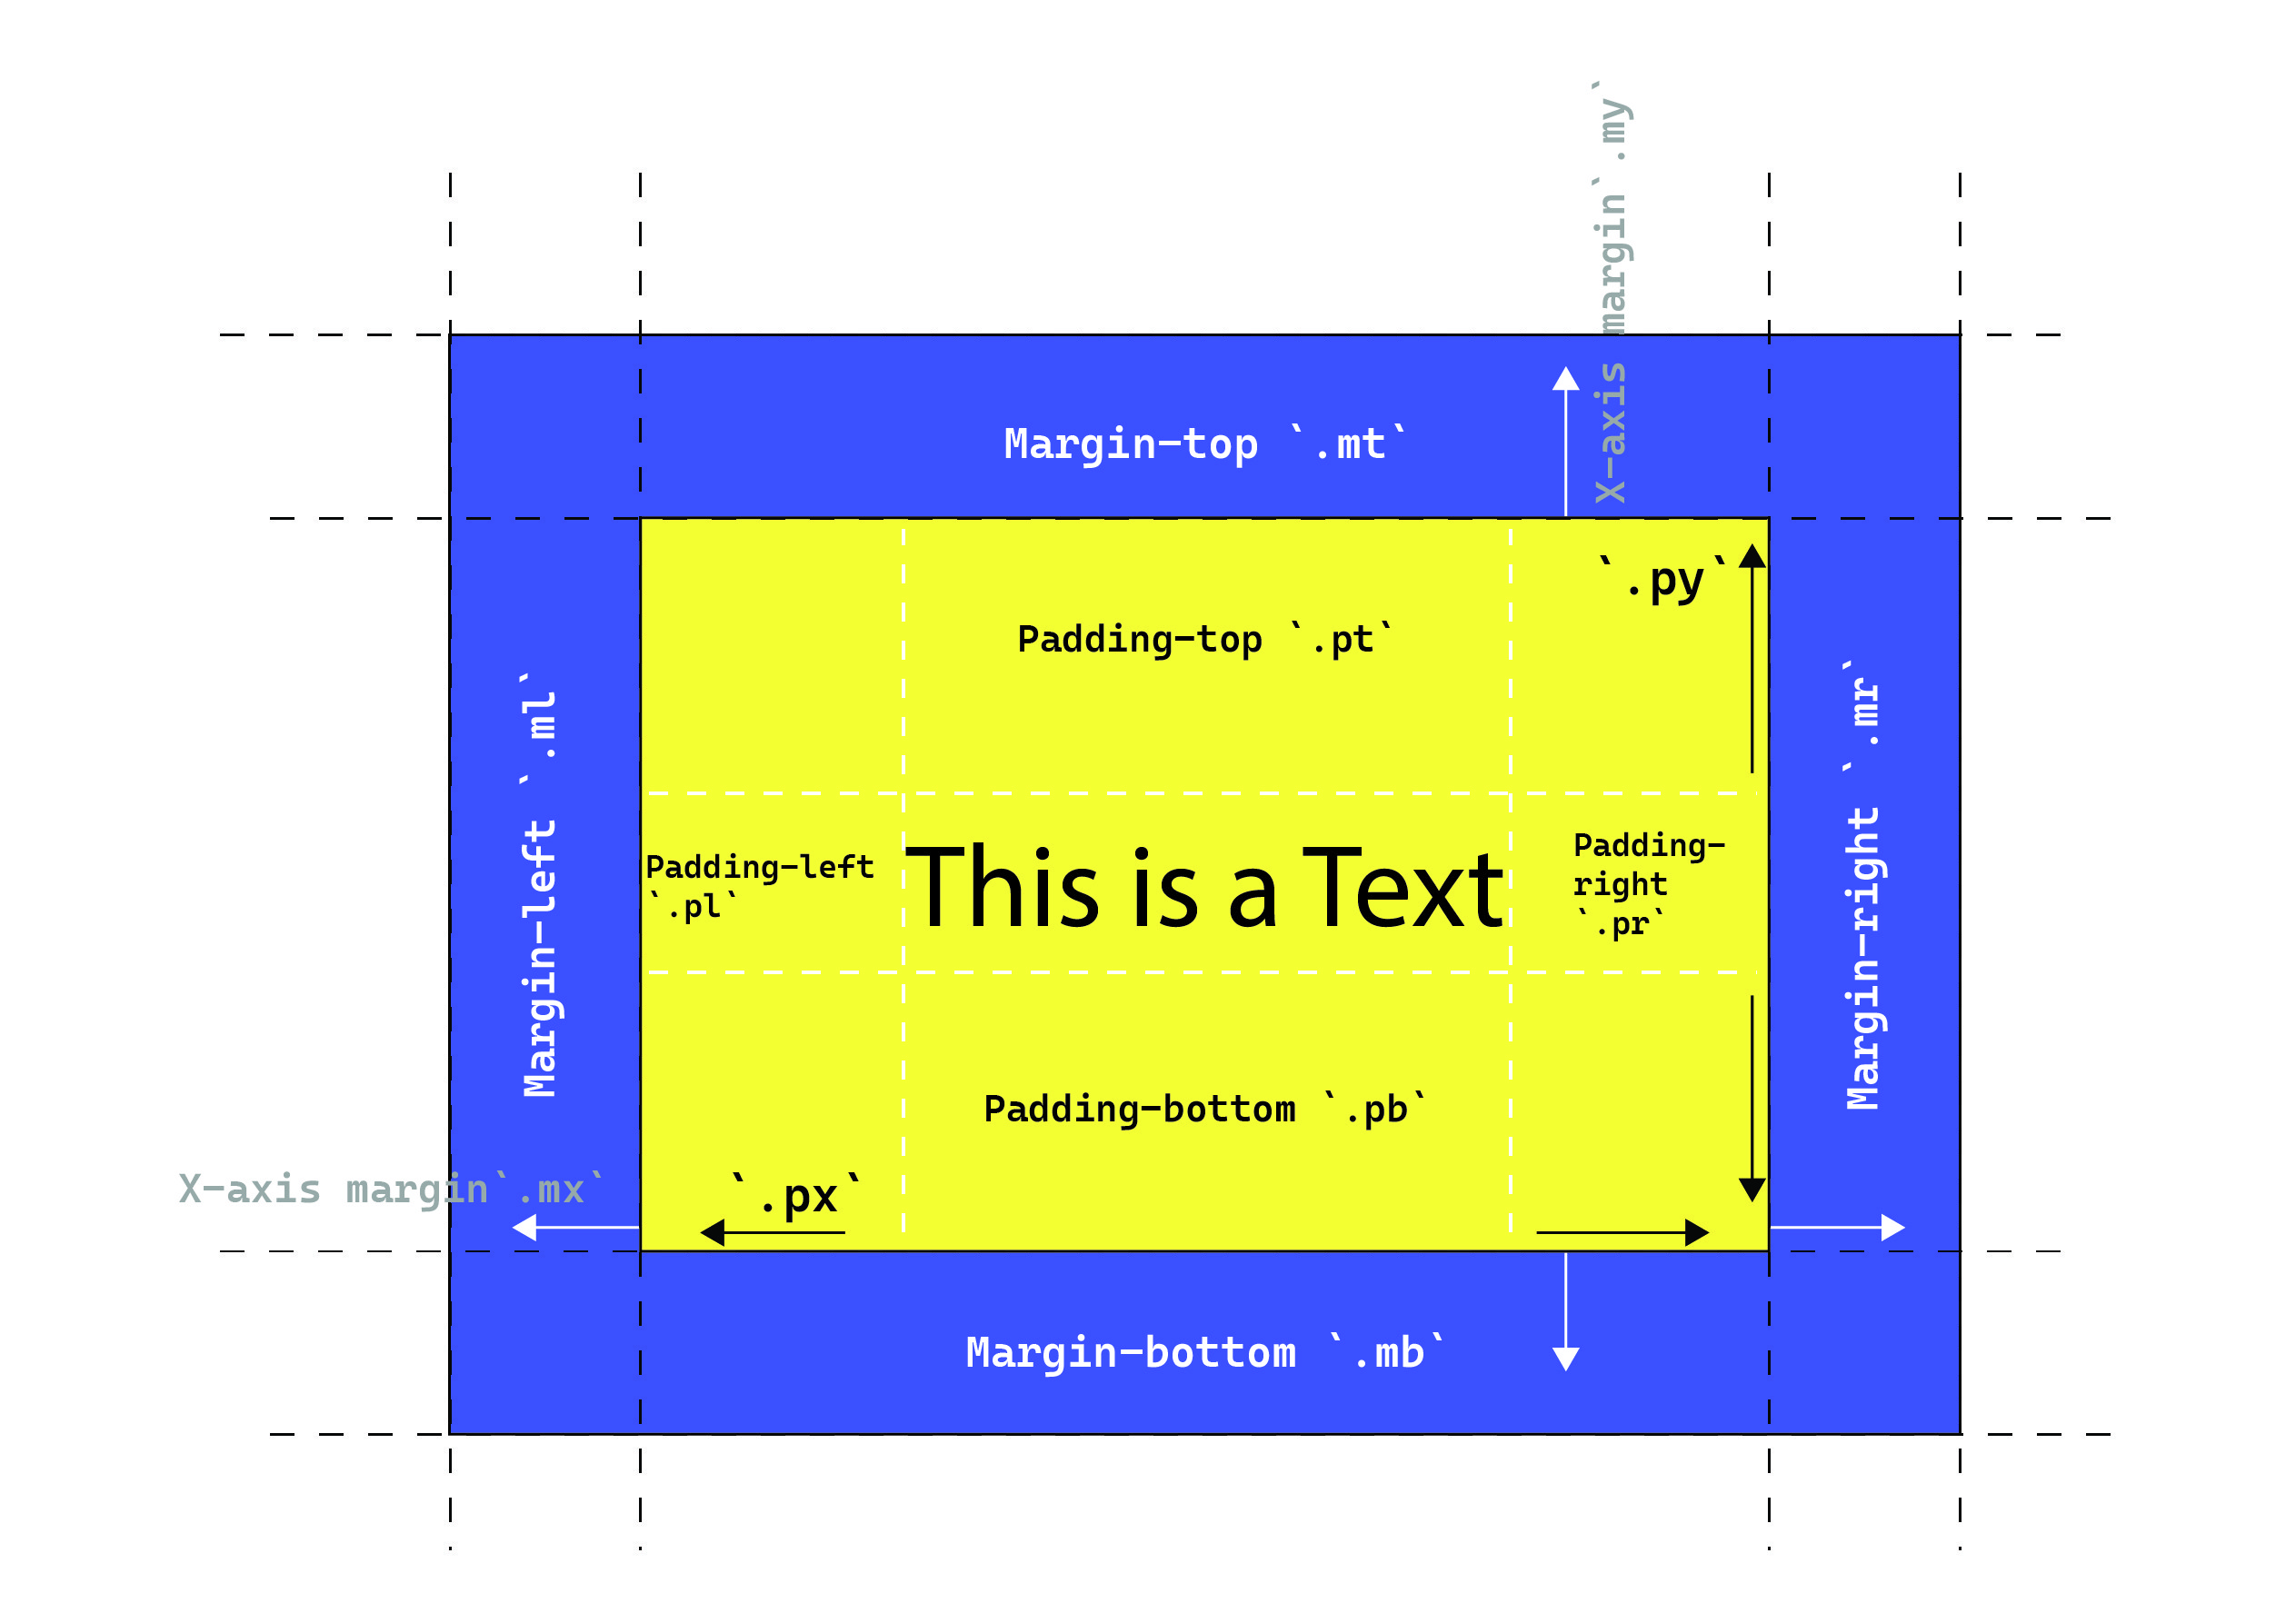 X-axis margin`.my`
Margin-top `.mt`
`.py`
Padding-top `.pt`
Margin-left `.ml`
Padding-left
`.pl`
This is a Text
Padding-
right
`.pr`
Margin-right `.mr`
Padding-bottom `.pb`
X-axis margin`.mx`
`.px`
Margin-bottom `.mb`